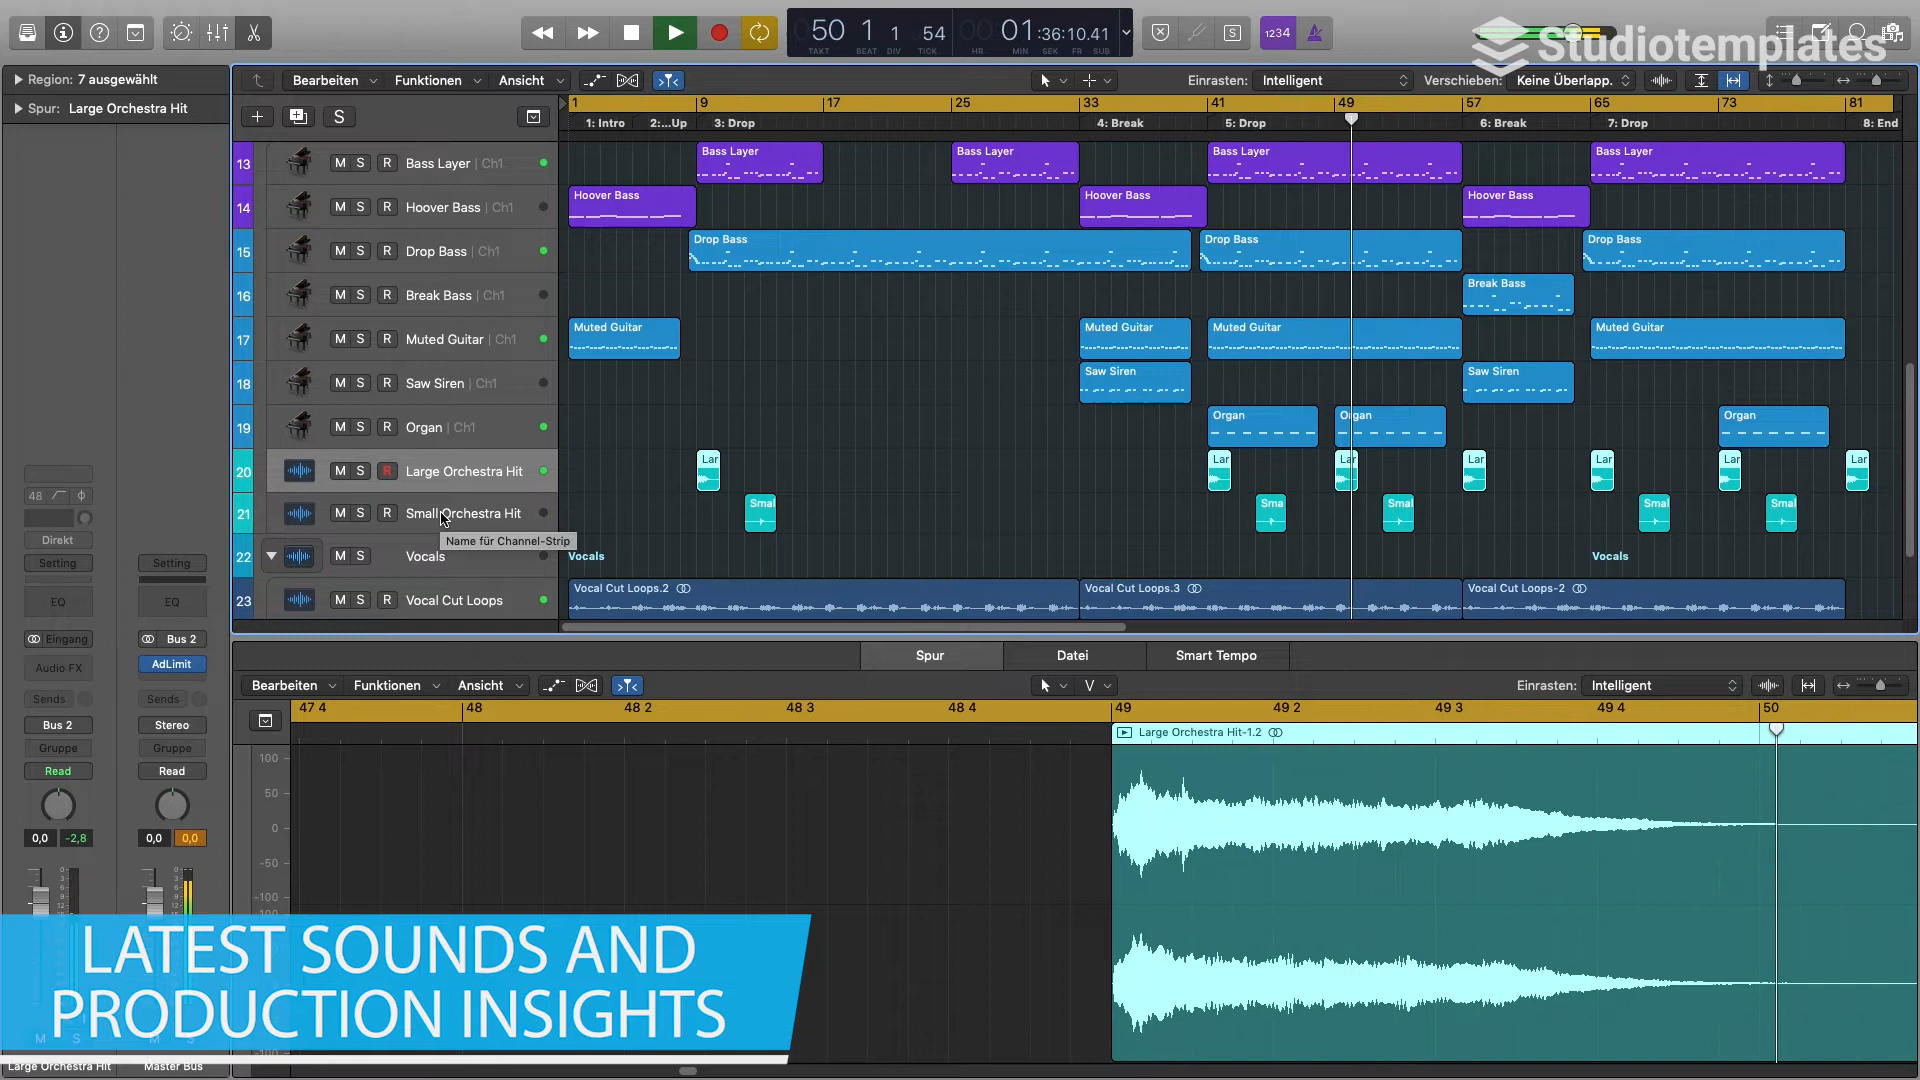 50 1 1 54 01 :36:10.41
TAKT BEAT DIV TICK HR MIN SEK FR SUB
S 1234
Studiotemplates
Region: 7 ausgewählt
Spur: Large Orchestra Hit
Bearbeiten Funktionen Ansicht Einrasten: Intelligent Verschieben: Keine Überlapp.
S
1 9 17 25 33 41 49 57 65 73 81
1: Intro 2:...Up 3: Drop 4: Break 5: Drop 6: Break 7: Drop 8: End
13 M S R Bass Layer | Ch1 Bass Layer Bass Layer Bass Layer Bass Layer
14 M S R Hoover Bass | Ch1 Hoover Bass Hoover Bass Hoover Bass
15 M S R Drop Bass | Ch1 Drop Bass Drop Bass Drop Bass
16 M S R Break Bass | Ch1 Break Bass
17 M S R Muted Guitar | Ch1 Muted Guitar Muted Guitar Muted Guitar Muted Guitar
18 M S R Saw Siren | Ch1 Saw Siren Saw Siren
19 M S R Organ | Ch1 Organ Organ Organ
20 M S R Large Orchestra Hit Lar Lar Lar Lar Lar Lar Lar
21 M S R Small Orchestra Hit Smal Sma Smal Smal Smal
Name für Channel-Strip
22 M S Vocals Vocals Vocals
23 M S R Vocal Cut Loops Vocal Cut Loops.2 Vocal Cut Loops.3 Vocal Cut Loops-2
48
Direkt
Setting Setting
EQ EQ
Eingang Bus 2
Audio FX AdLimit
Sends Sends
Bus 2 Stereo
Gruppe Gruppe
Read Read
0,0 -2,8 0,0 0,0
Spur Datei Smart Tempo
Bearbeiten Funktionen Ansicht V Einrasten: Intelligent
47 4 48 48 2 48 3 48 4 49 49 2 49 3 49 4 50
Large Orchestra Hit-1.2
100
50
0
-50
-100
LATEST SOUNDS AND
PRODUCTION INSIGHTS
M S
Large Orchestra Hit Master Bus